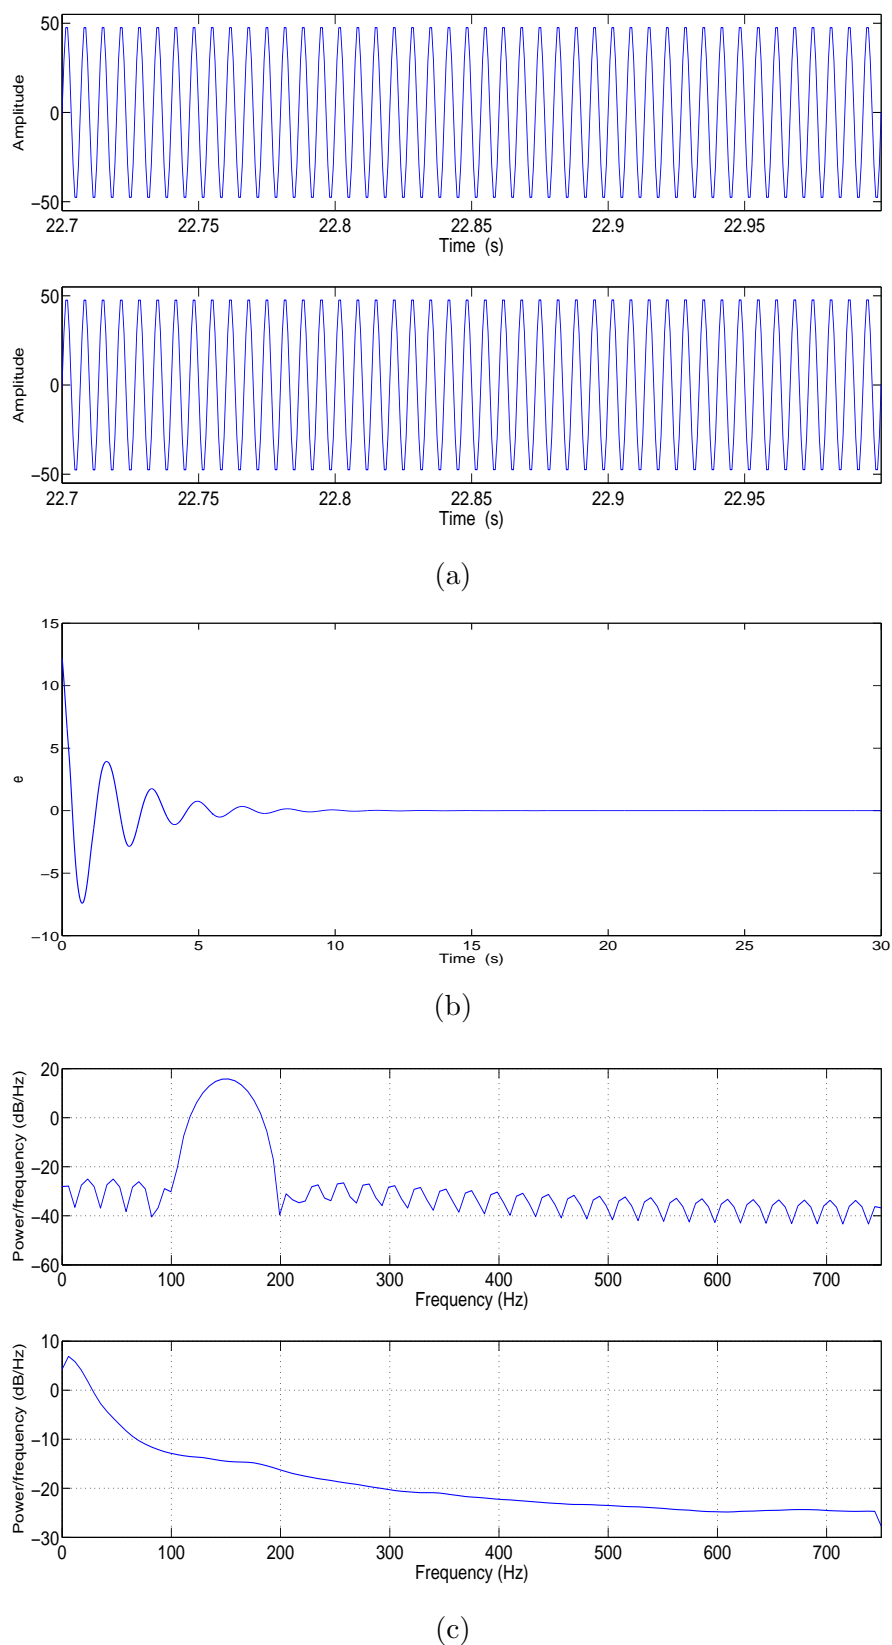 50
0
−50
Amplitude
22.7 22.75 22.8 22.85 22.9 22.95
Time (s)
50
0
−50
Amplitude
22.7 22.75 22.8 22.85 22.9 22.95
Time (s)
(a)
15
10
5
0
−5
−10
e
0 5 10 15 20 25 30
Time (s)
(b)
20
0
−20
−40
−60
Power/frequency (dB/Hz)
0 100 200 300 400 500 600 700
Frequency (Hz)
10
0
−10
−20
−30
Power/frequency (dB/Hz)
0 100 200 300 400 500 600 700
Frequency (Hz)
(c)